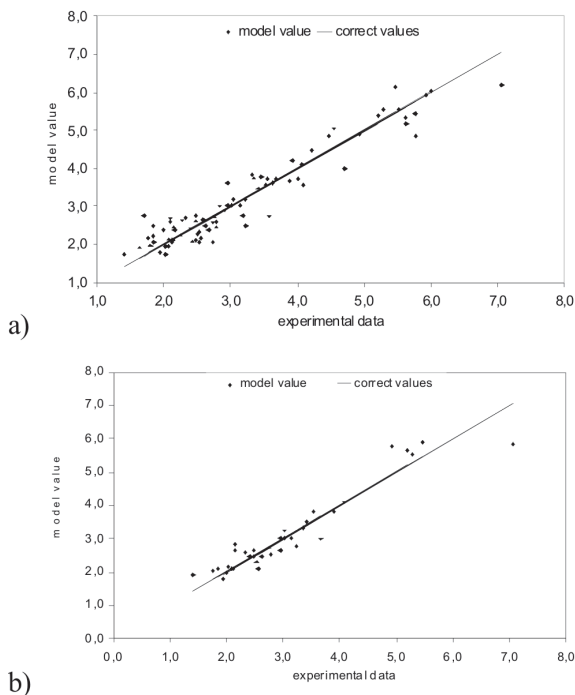 8,0
model value correct values
7,0
6,0
5,0
4,0
3,0
2,0
1,0
model value
1,0 2,0 3,0 4,0 5,0 6,0 7,0 8,0
experimental data
a)
8,0
model value correct values
7,0
6,0
5,0
4,0
3,0
2,0
1,0
0,0
model value
0,0 1,0 2,0 3,0 4,0 5,0 6,0 7,0 8,0
experimental data
b)